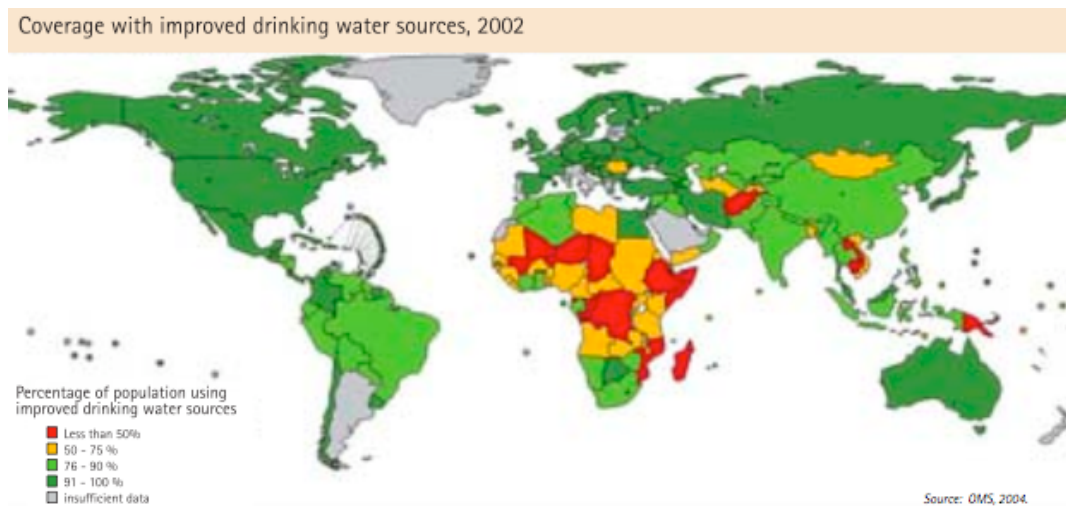 Coverage with improved drinking water sources, 2002
Percentage of population using
improved drinking water sources
Less than 50%
50 - 75 %
76 - 90 %
91 - 100 %
insufficient data
Source: OMS, 2004.